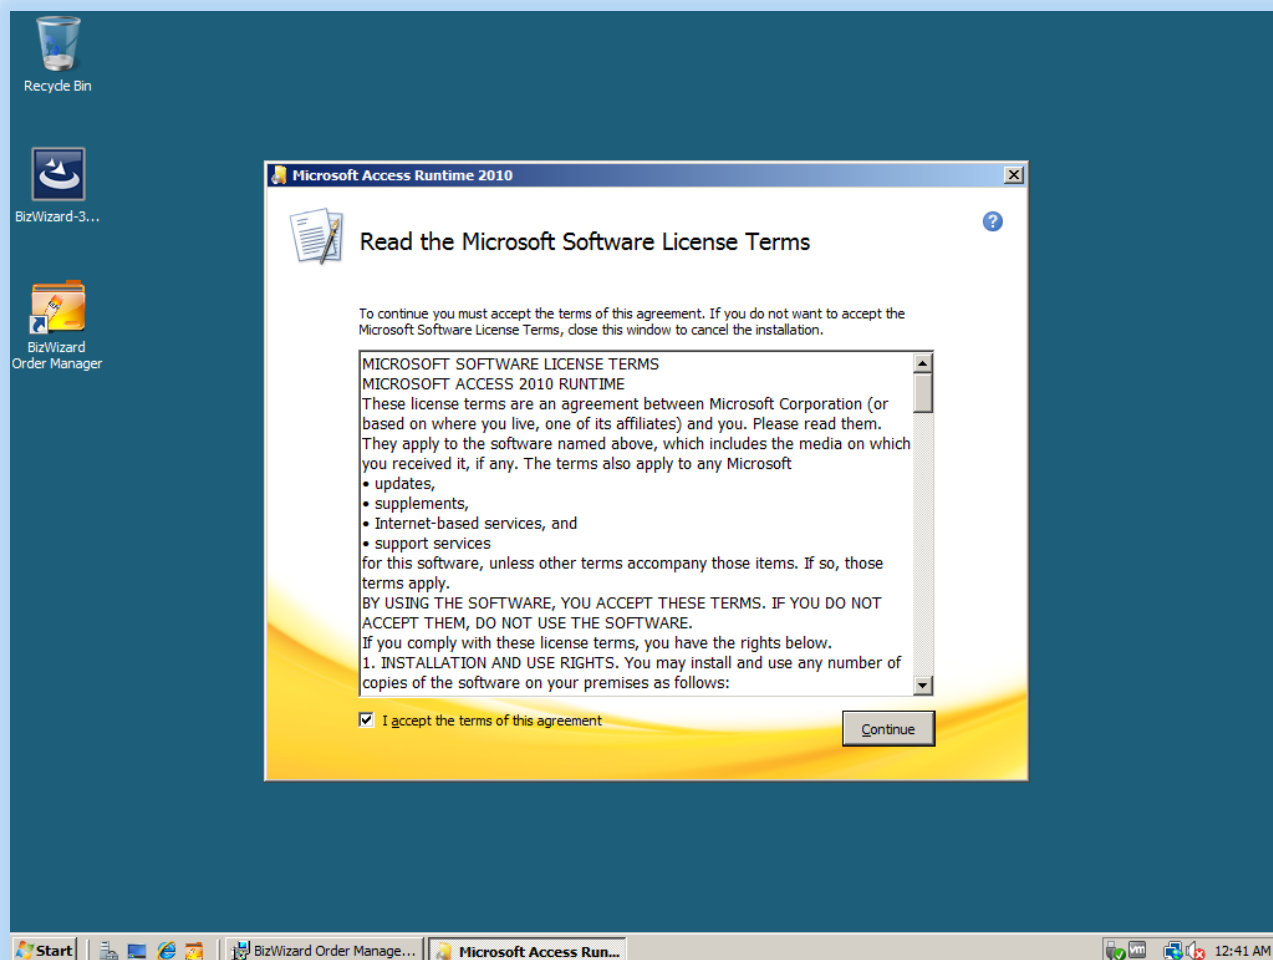 Recycle Bin
BizWizard-3...
BizWizard
Order Manager
Microsoft Access Runtime 2010
Read the Microsoft Software License Terms
To continue you must accept the terms of this agreement. If you do not want to accept the
Microsoft Software License Terms, close this window to cancel the installation.
MICROSOFT SOFTWARE LICENSE TERMS
MICROSOFT ACCESS 2010 RUNTIME
These license terms are an agreement between Microsoft Corporation (or
based on where you live, one of its affiliates) and you. Please read them.
They apply to the software named above, which includes the media on which
you received it, if any. The terms also apply to any Microsoft
• updates,
• supplements,
• Internet-based services, and
• support services
for this software, unless other terms accompany those items. If so, those
terms apply.
BY USING THE SOFTWARE, YOU ACCEPT THESE TERMS. IF YOU DO NOT
ACCEPT THEM, DO NOT USE THE SOFTWARE.
If you comply with these license terms, you have the rights below.
1. INSTALLATION AND USE RIGHTS. You may install and use any number of
copies of the software on your premises as follows:
I accept the terms of this agreement
Continue
Start
BizWizard Order Manage...
Microsoft Access Run...
vm
12:41 AM